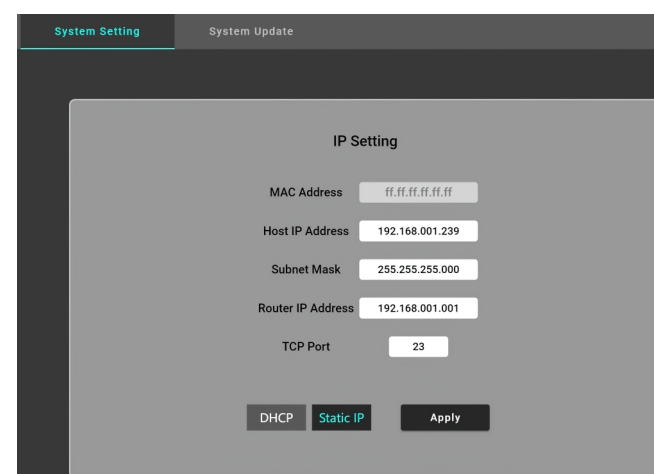 System Setting System Update
IP Setting
MAC Address ff.ff.ff.ff.ff.ff
Host IP Address 192.168.001.239
Subnet Mask 255.255.255.000
Router IP Address 192.168.001.001
TCP Port 23
DHCP Static IP Apply